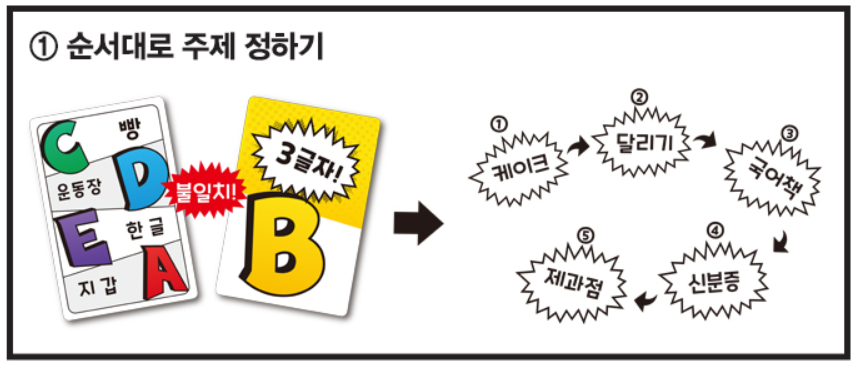 ① 순서대로 주제 정하기
C 빵
운동장 D
E 한글
지갑 A
불일치!
3글자!
B
① 케이크
② 달리기
③ 국어책
④ 신분증
⑤ 제과점